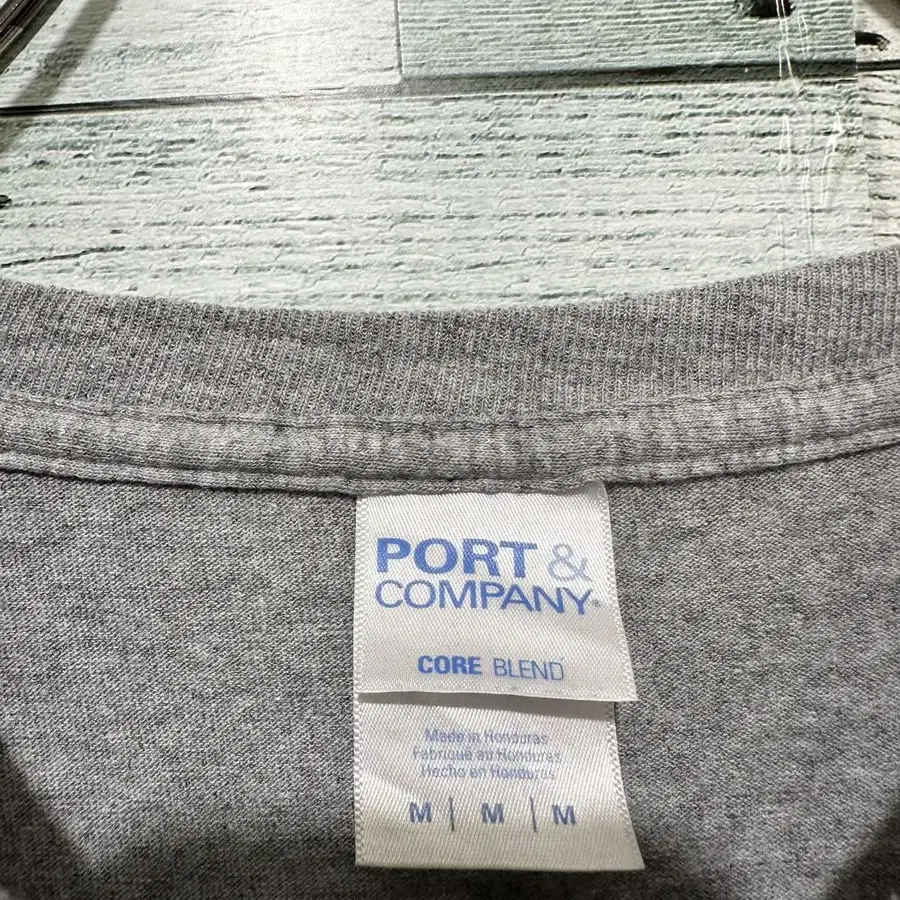 PORT &
COMPANY®
CORE BLEND
Made in Honduras
Fabriqué au Honduras
Hecho en Honduras
M | M | M